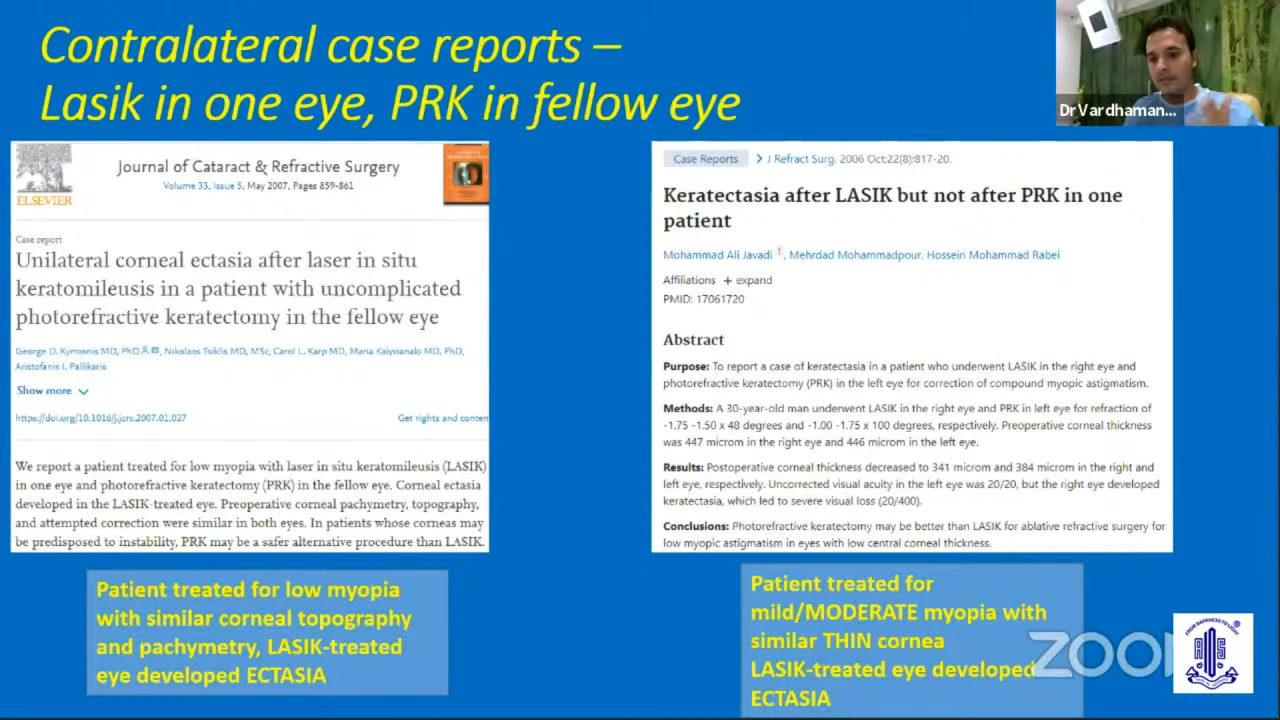 Contralateral case reports –
Lasik in one eye, PRK in fellow eye
Dr Vardhaman...
ELSEVIER
Journal of Cataract & Refractive Surgery
Volume 33, Issue 5, May 2007, Pages 859-861
Case report
Unilateral corneal ectasia after laser in situ
keratomileusis in a patient with uncomplicated
photorefractive keratectomy in the fellow eye
George D. Kymionis MD, PhD, Nikolaos Tsiklis MD, MSc, Carol L. Karp MD, Maria Kalyvianaki MD, PhD,
Aristofanis I. Pallikaris
Show more
https://doi.org/10.1016/j.jcrs.2007.01.027
Get rights and conten
We report a patient treated for low myopia with laser in situ keratomileusis (LASIK)
in one eye and photorefractive keratectomy (PRK) in the fellow eye. Corneal ectasia
developed in the LASIK-treated eye. Preoperative corneal pachymetry, topography,
and attempted correction were similar in both eyes. In patients whose corneas may
be predisposed to instability, PRK may be a safer alternative procedure than LASIK.
Patient treated for low myopia
with similar corneal topography
and pachymetry, LASIK-treated
eye developed ECTASIA
Case Reports > J Refract Surg. 2006 Oct;22(8):817-20.
Keratectasia after LASIK but not after PRK in one
patient
Mohammad Ali Javadi 1, Mehrdad Mohammadpour, Hossein Mohammad Rabei
Affiliations + expand
PMID: 17061720
Abstract
Purpose: To report a case of keratectasia in a patient who underwent LASIK in the right eye and
photorefractive keratectomy (PRK) in the left eye for correction of compound myopic astigmatism.
Methods: A 30-year-old man underwent LASIK in the right eye and PRK in left eye for refraction of
-1.75 -1.50 x 48 degrees and -1.00 -1.75 x 100 degrees, respectively. Preoperative corneal thickness
was 447 microm in the right eye and 446 microm in the left eye.
Results: Postoperative corneal thickness decreased to 341 microm and 384 microm in the right and
left eye, respectively. Uncorrected visual acuity in the left eye was 20/20, but the right eye developed
keratectasia, which led to severe visual loss (20/400).
Conclusions: Photorefractive keratectomy may be better than LASIK for ablative refractive surgery for
low myopic astigmatism in eyes with low central corneal thickness.
Patient treated for
mild/MODERATE myopia with
similar THIN cornea
LASIK-treated eye developed
ECTASIA
ZOO
FROM DARKNESS TO LIGHT